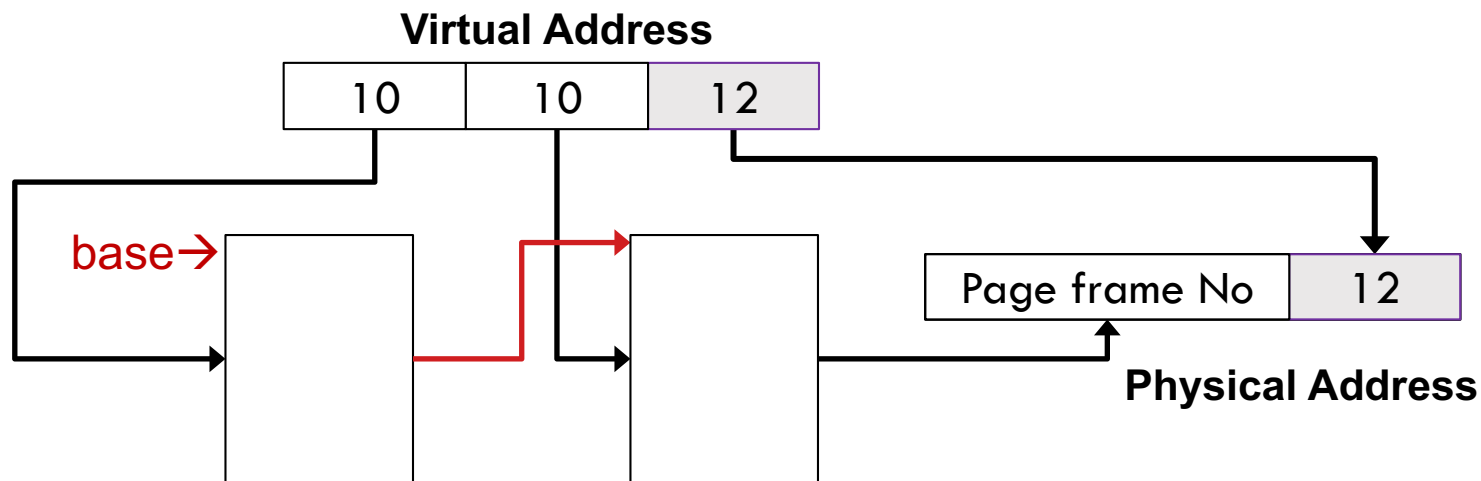 Virtual Address
10 10 12
base→
Page frame No 12
Physical Address